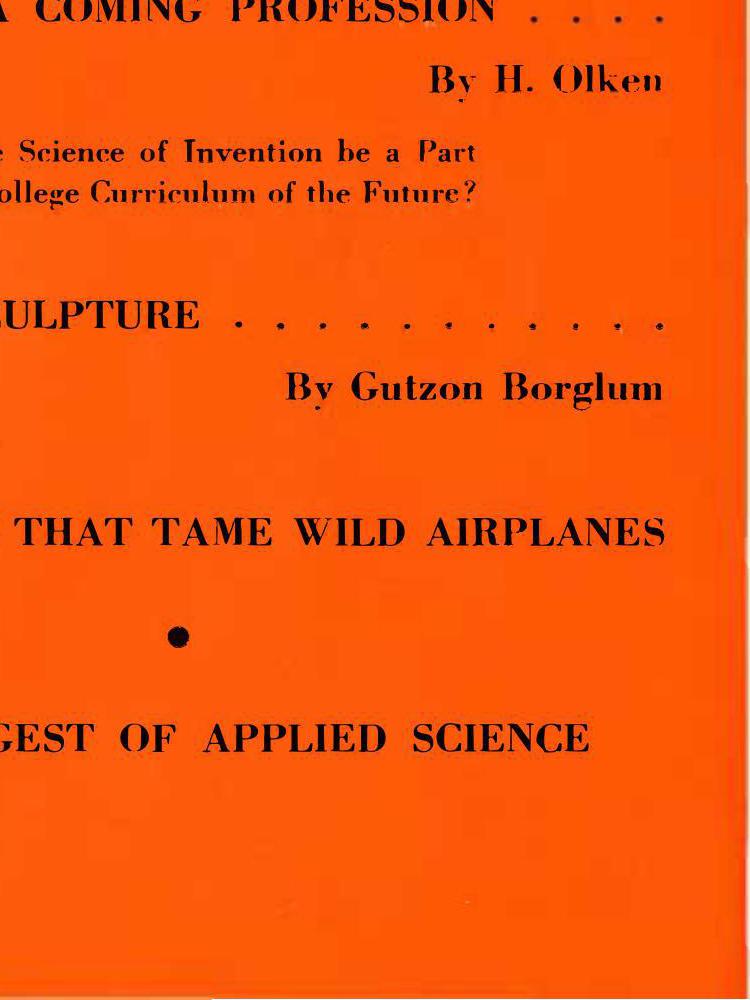 A COMING PROFESSION . . . .
By H. Olken
Science of Invention be a Part
ollege Curriculum of the Future?
ULPTURE . . . . . . . . . . .
By Gutzon Borglum
THAT TAME WILD AIRPLANES
●
GEST OF APPLIED SCIENCE